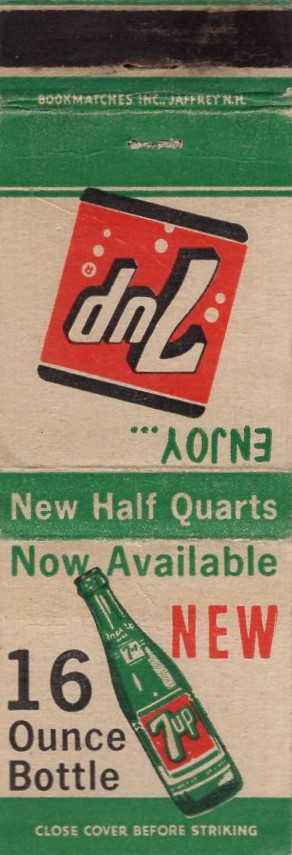 BOOKMATCHES INC., JAFFREY N.H.
ENJOY...
7up
®
New Half Quarts
Now Available
NEW
16
Ounce
Bottle
7up
CLOSE COVER BEFORE STRIKING